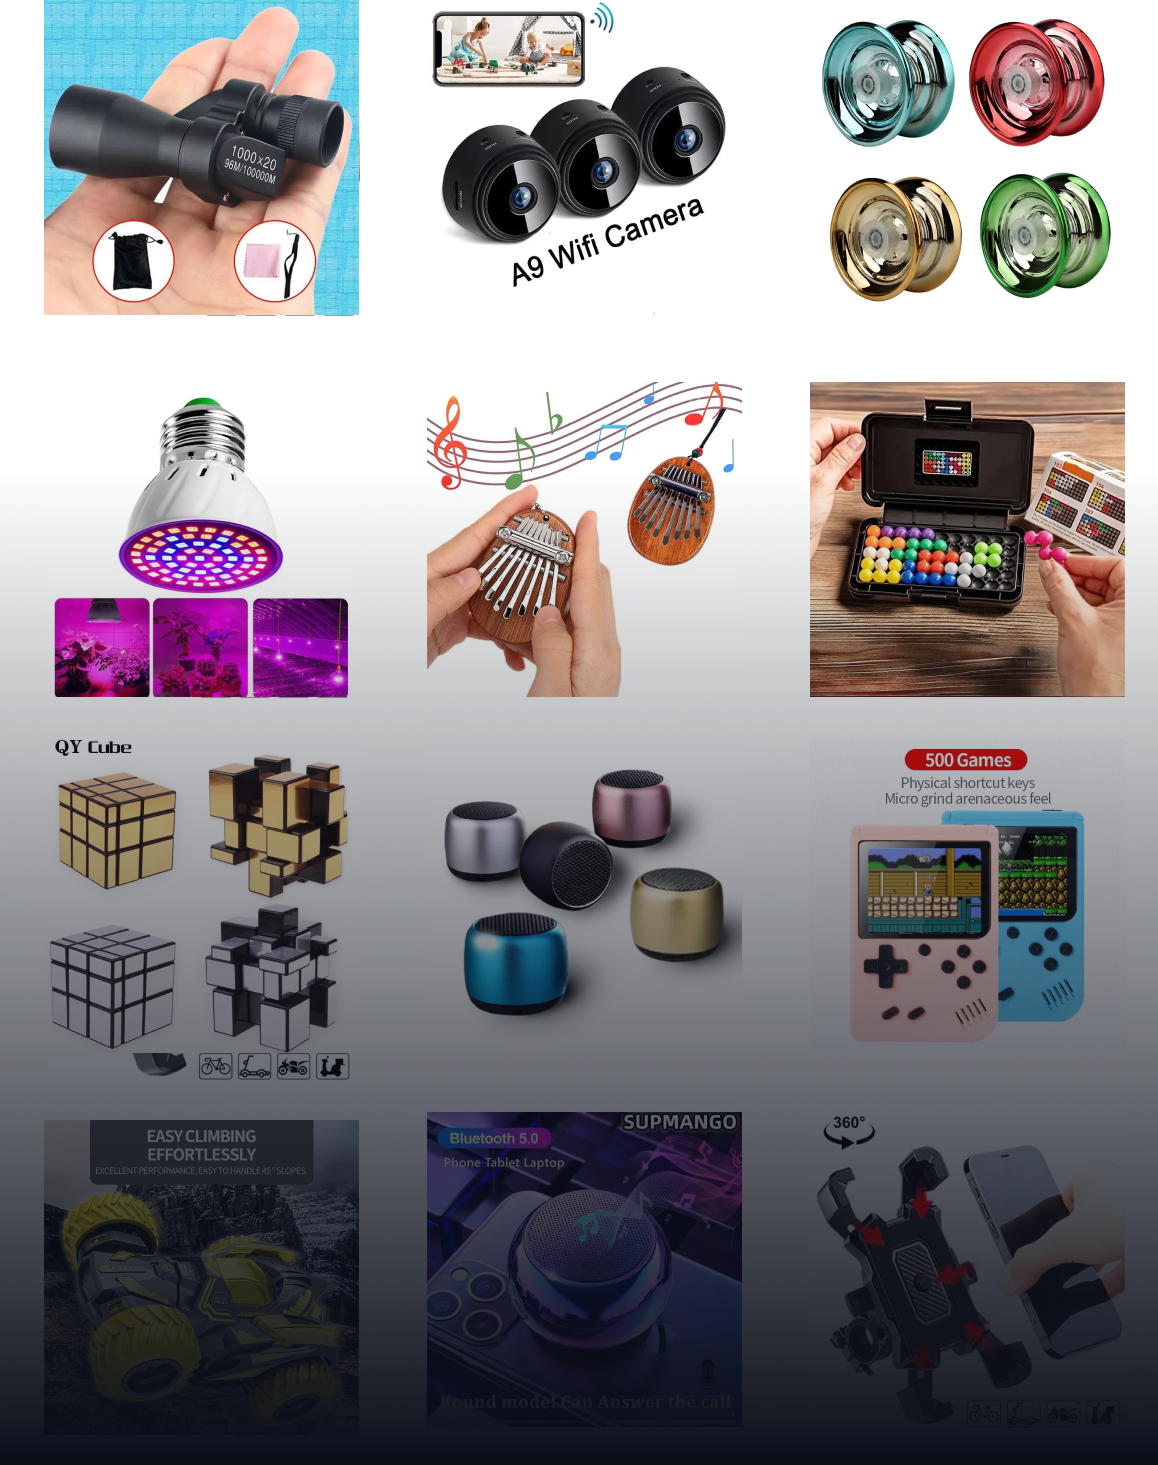 1000x20
96M/100000M
A9 Wifi Camera
QY Cube
500 Games
Physical shortcut keys
Micro grind arenaceous feel
EASY CLIMBING
EFFORTLESSLY
EXCELLENT PERFORMANCE, EASY TO HANDLE 45° SLOPES.
SUPMANGO
Bluetooth 5.0
Phone Tablet Laptop
Round model Can Answer the call
360°